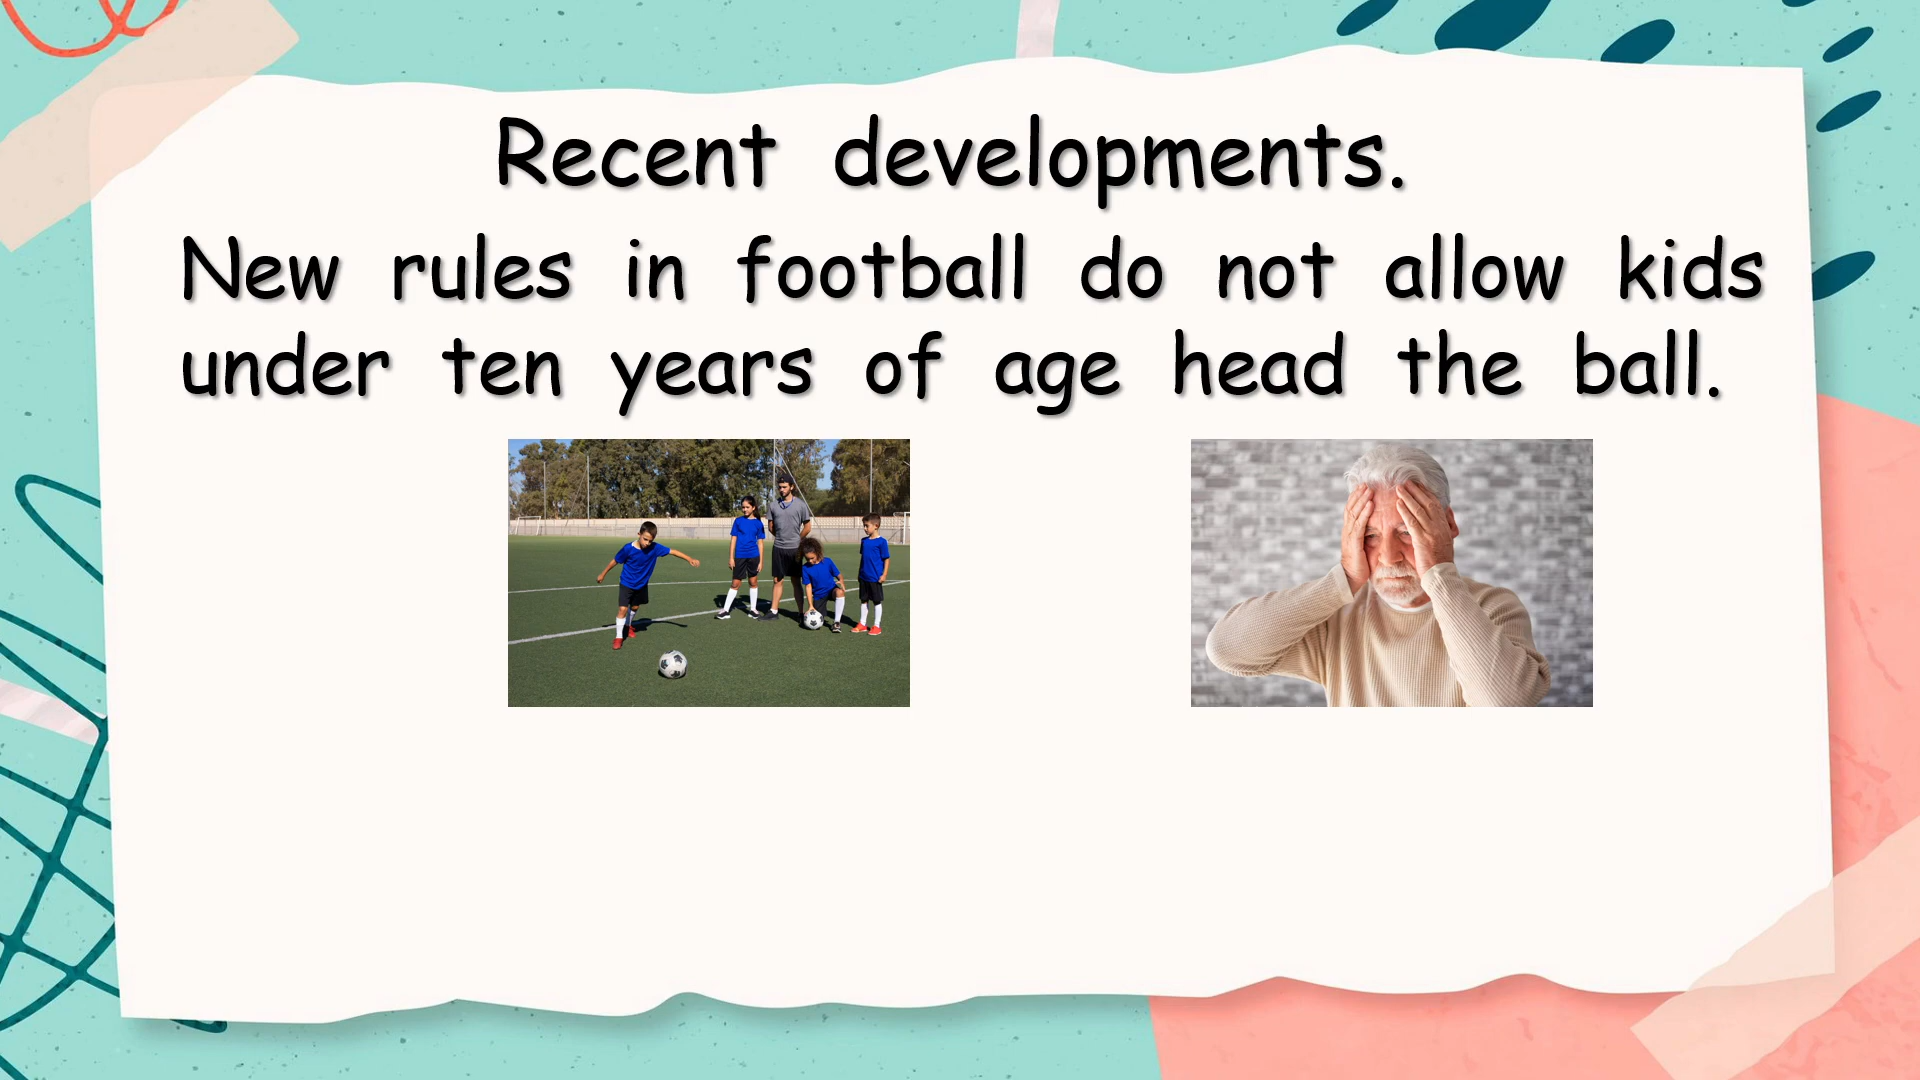 Recent developments.
New rules in football do not allow kids
under ten years of age head the ball.